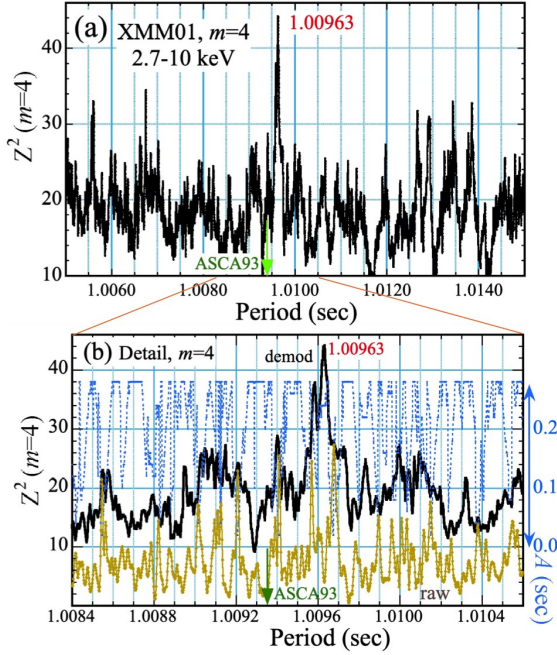 (a) XMM01, m=4
2.7-10 keV
1.00963
Z² (m=4)
40
30
20
10
ASCA93
1.0060 1.0080 1.0100 1.0120 1.0140
Period (sec)
(b) Detail, m=4
demod
1.00963
Z² (m=4)
40
30
20
10
0.2
0.1
0.0
A (sec)
ASCA93
raw
1.0084 1.0088 1.0092 1.0096 1.0100 1.0104
Period (sec)